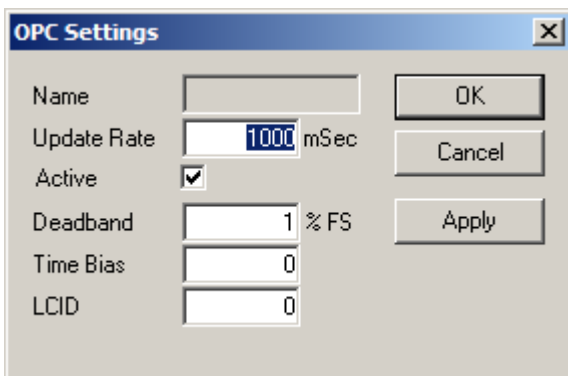 OPC Settings
Name
OK
Update Rate 1000 mSec
Cancel
Active
Deadband 1 % FS
Apply
Time Bias 0
LCID 0